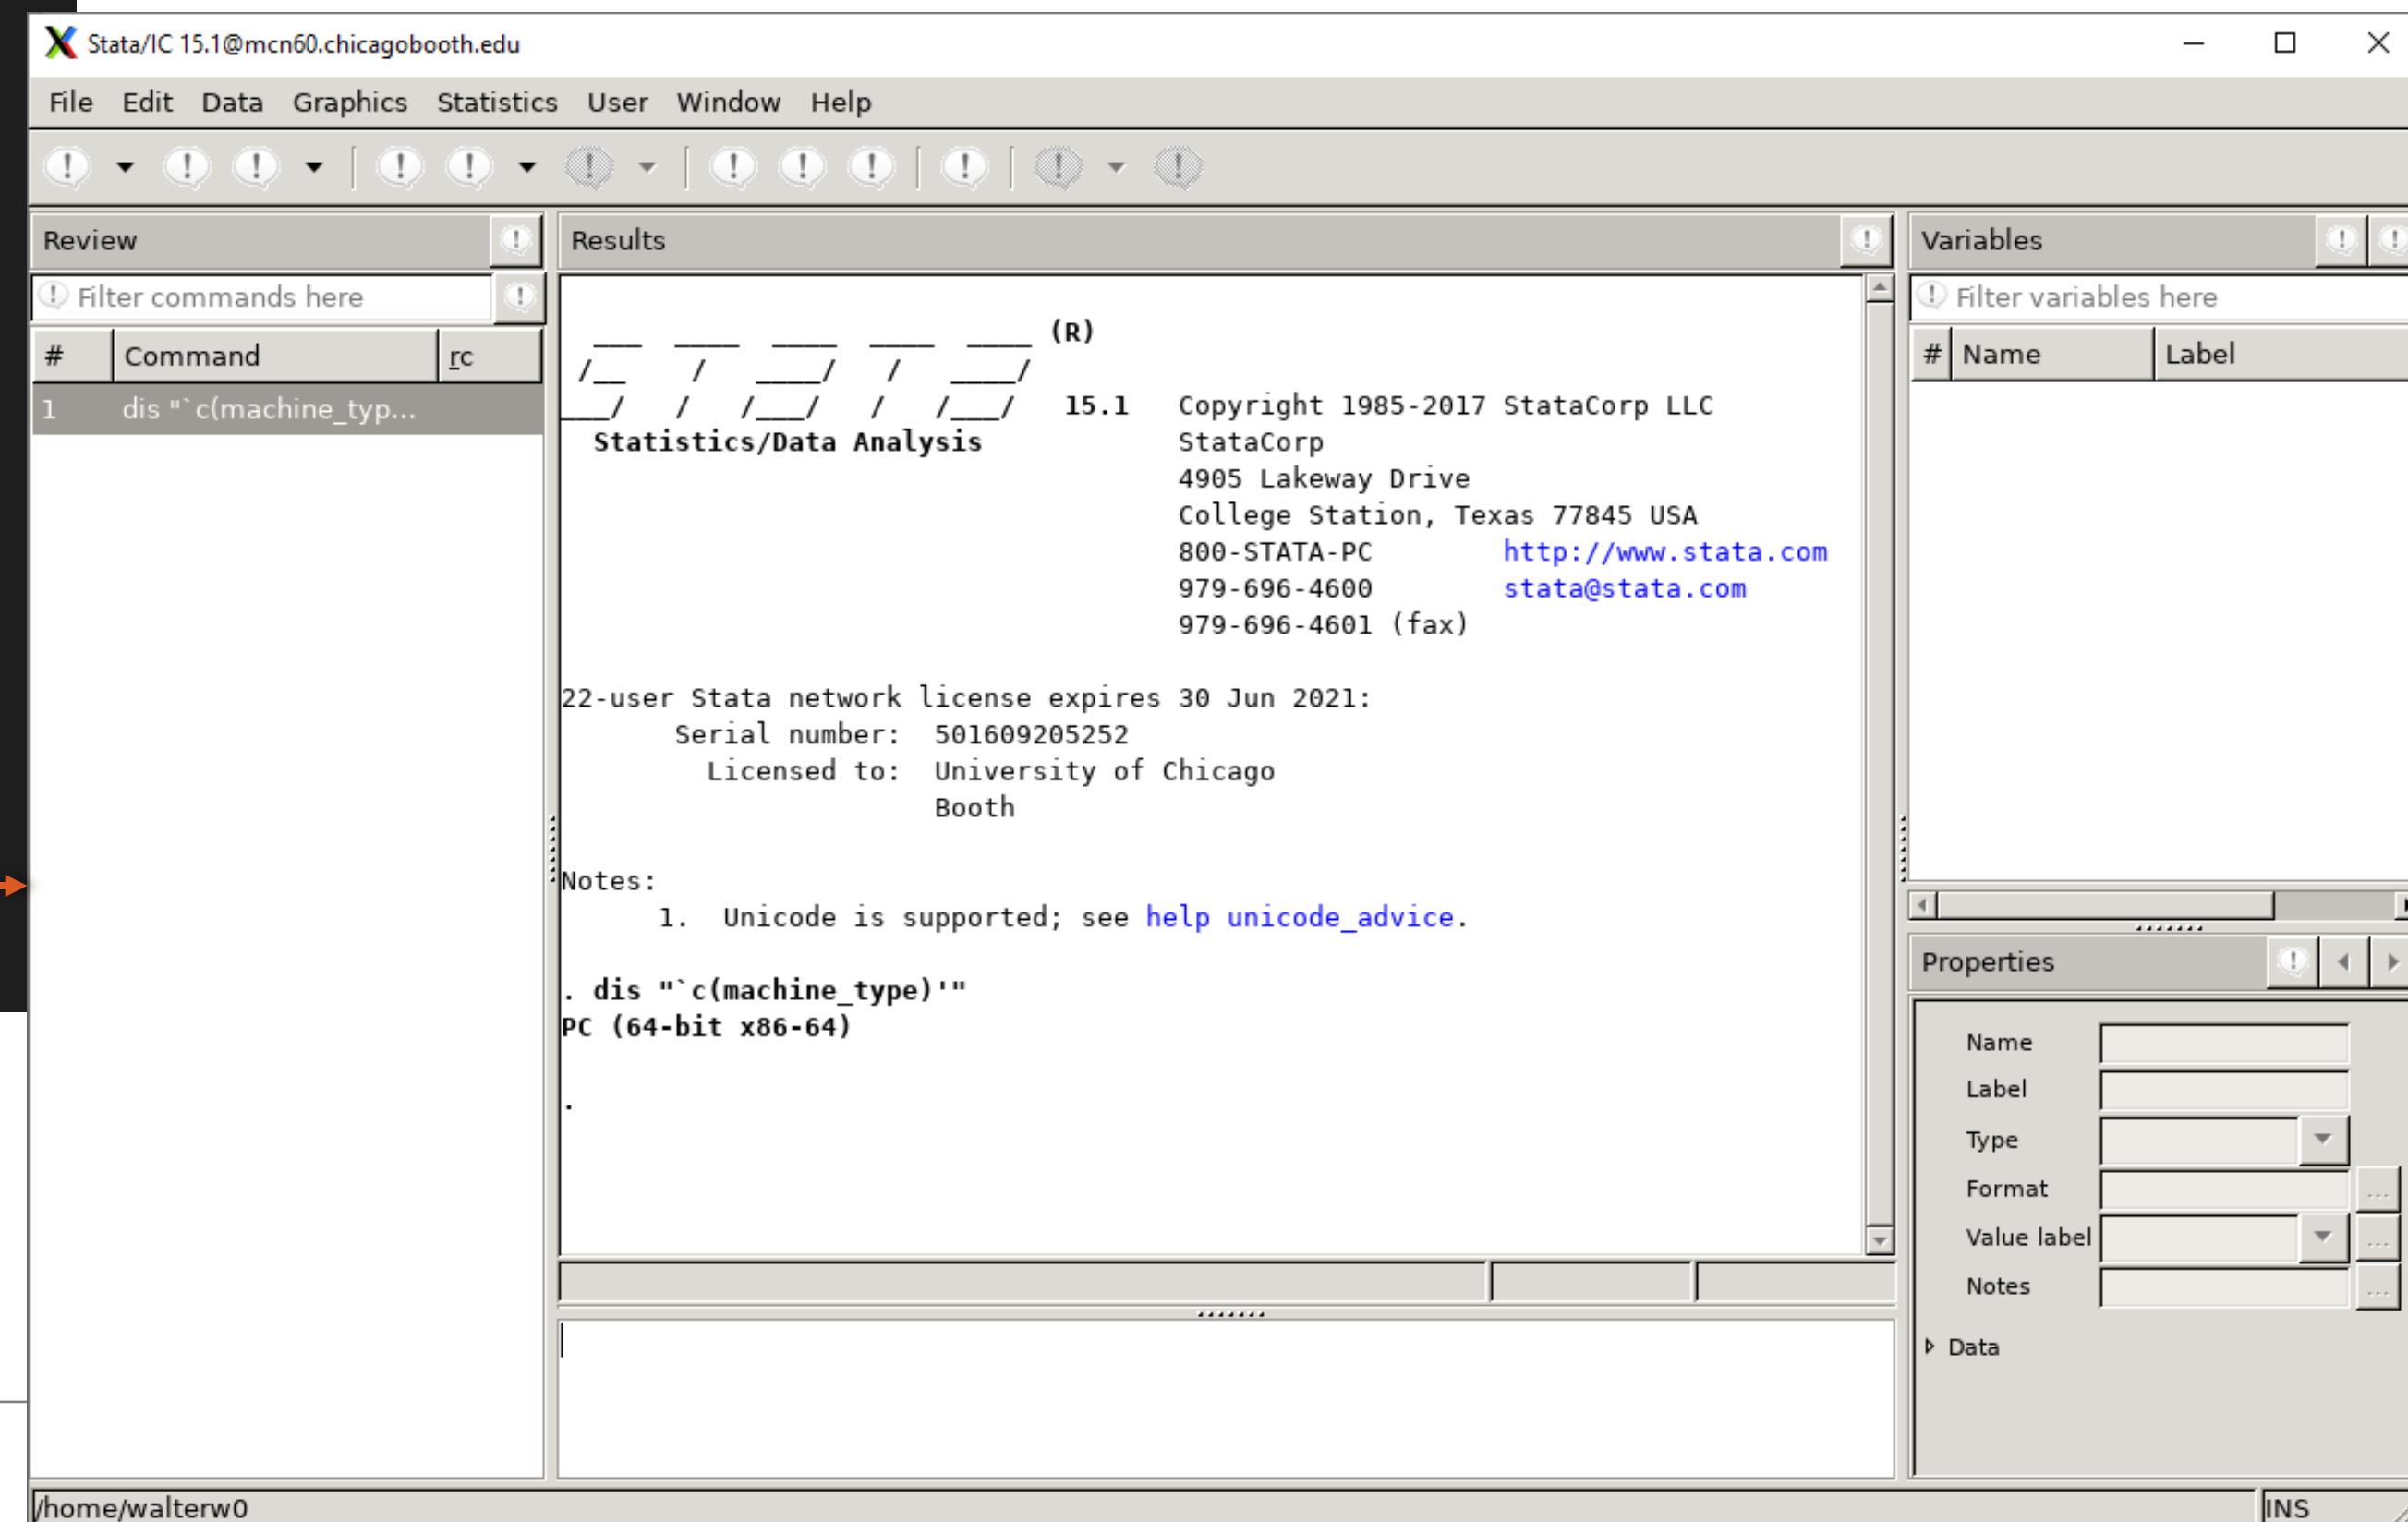 Stata/IC 15.1@mcn60.chicagobooth.edu
File Edit Data Graphics Statistics User Window Help
Review
Filter commands here
# Command rc
1 dis "`c(machine_typ...
Results
(R)
15.1 Copyright 1985-2017 StataCorp LLC
Statistics/Data Analysis StataCorp
4905 Lakeway Drive
College Station, Texas 77845 USA
800-STATA-PC http://www.stata.com
979-696-4600 stata@stata.com
979-696-4601 (fax)
22-user Stata network license expires 30 Jun 2021:
Serial number: 501609205252
Licensed to: University of Chicago
Booth
Notes:
1. Unicode is supported; see help unicode_advice.
. dis "`c(machine_type)'"
PC (64-bit x86-64)
.
Variables
Filter variables here
# Name Label
Properties
Name
Label
Type
Format
...
Value label
...
Notes
...
Data
/home/walterw0
INS